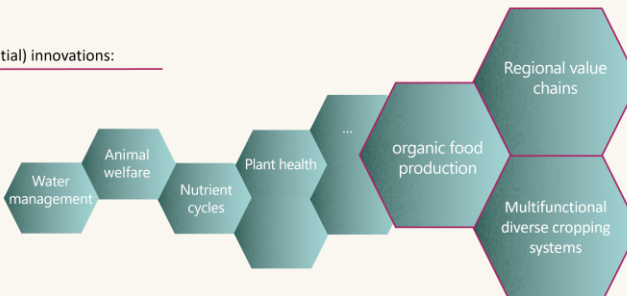 tial) innovations:
Water
management
Animal
welfare
Nutrient
cycles
Plant health
...
organic food
production
Regional value
chains
Multifunctional
diverse cropping
systems